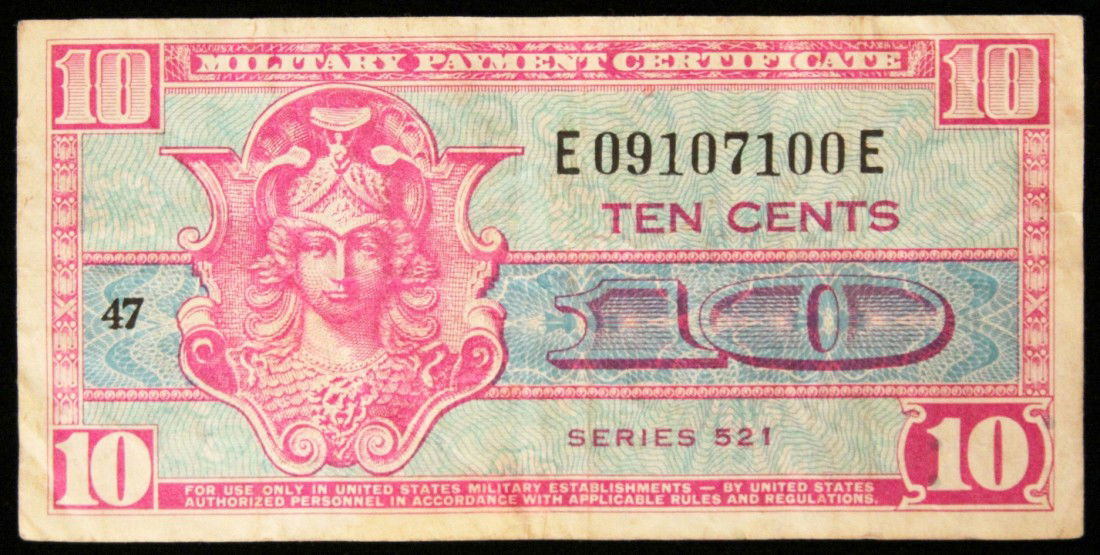 10 MILITARY PAYMENT CERTIFICATE 10
E09107100E
TEN CENTS
47
10
SERIES 521
10 10
FOR USE ONLY IN UNITED STATES MILITARY ESTABLISHMENTS — BY UNITED STATES
AUTHORIZED PERSONNEL IN ACCORDANCE WITH APPLICABLE RULES AND REGULATIONS.